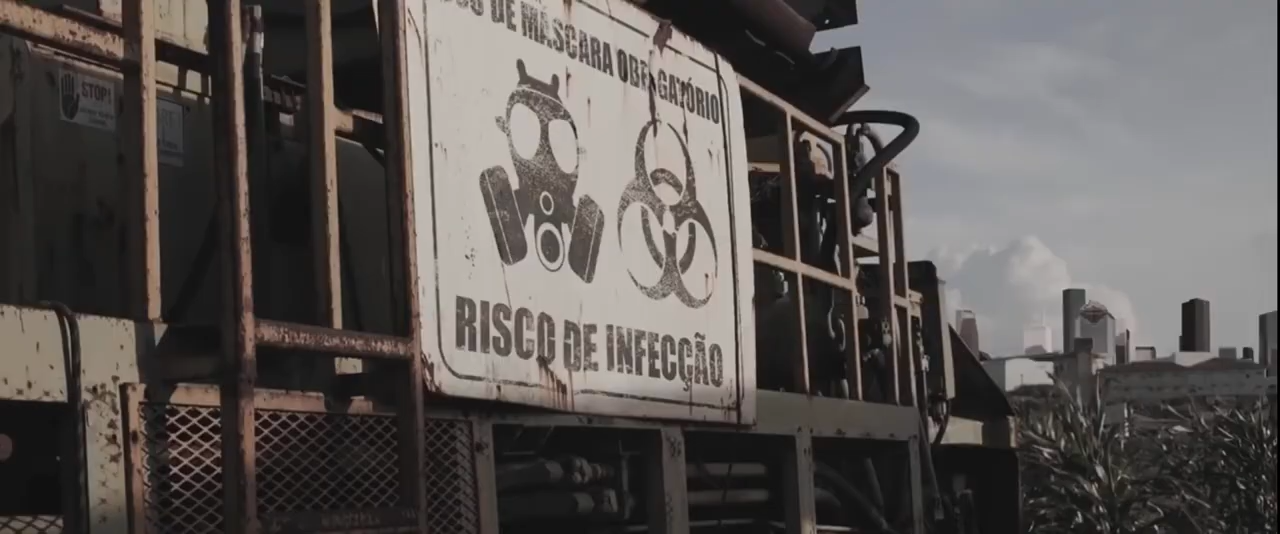 DE MÁSCARA OBRIGATÓRIO
RISCO DE INFECÇÃO
STOP!